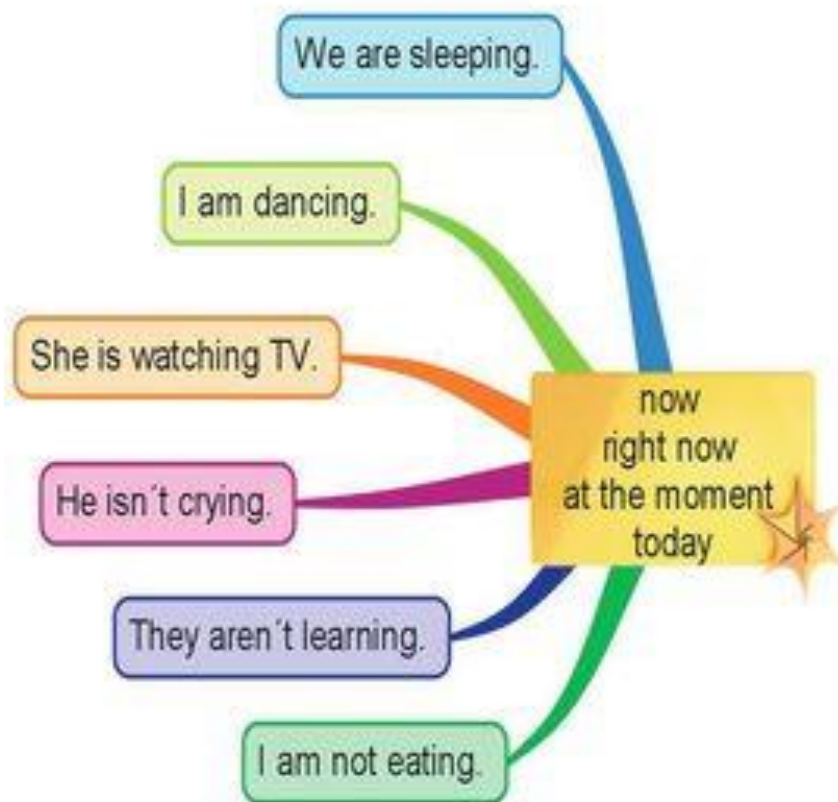 We are sleeping.
I am dancing.
She is watching TV.
He isn´t crying.
They aren´t learning.
I am not eating.
now
right now
at the moment
today